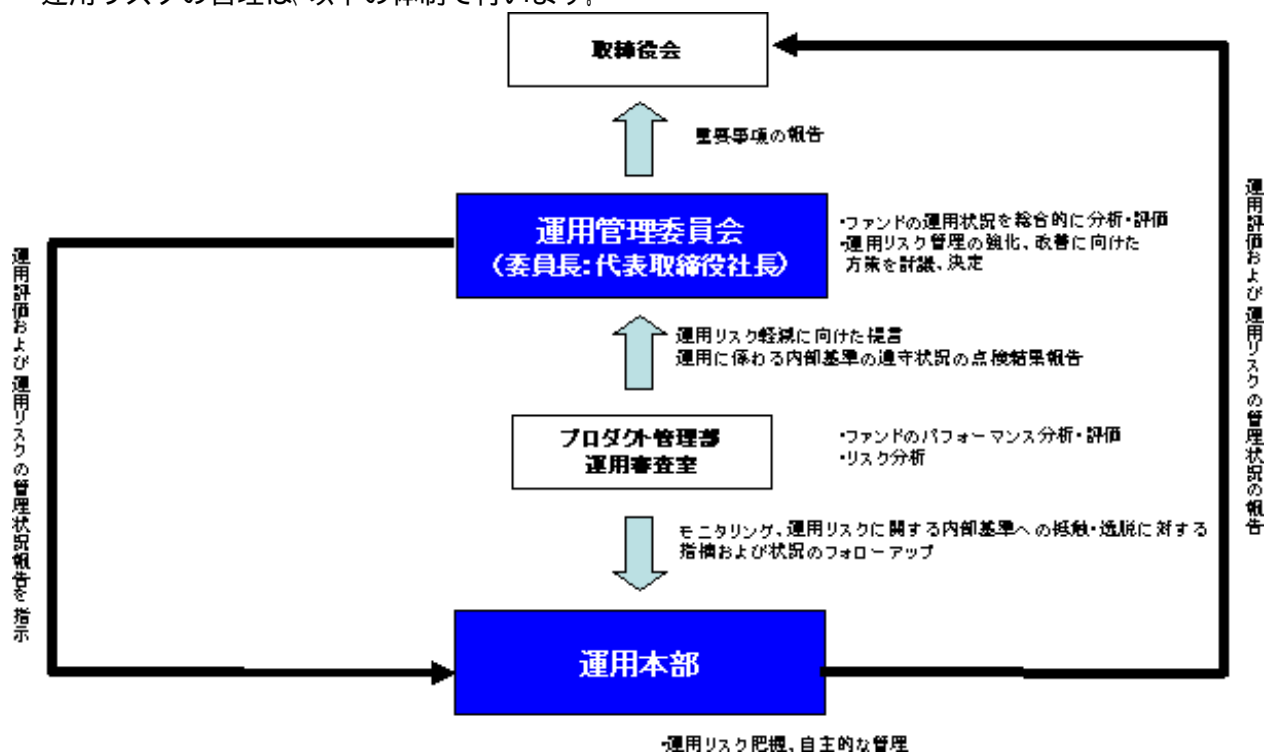 運用リスクの管理は、以下の体制で行います。
取締役会
重要事項の報告
運用管理委員会
（委員長：代表取締役社長）
・ファンドの運用状況を総合的に分析・評価
・運用リスク管理の強化、改善に向けた
方策を討議、決定
運用リスク軽減に向けた提言
運用に係わる内部基準の遵守状況の点検結果報告
プロダクト管理部
運用審査室
・ファンドのパフォーマンス分析・評価
・リスク分析
モニタリング、運用リスクに関する内部基準への抵触・逸脱に対する
指摘および状況のフォローアップ
運用本部
・運用リスク把握、自主的な管理
運用評価および運用リスクの管理状況報告を指示
運用評価および運用リスクの管理状況の報告